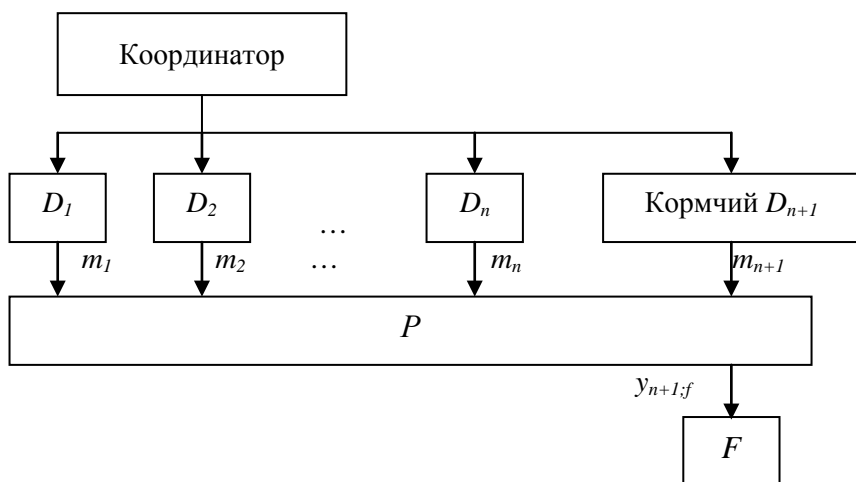 Координатор
D1 D2 … Dn Кормчий Dn+1
m1 m2 … mn mn+1
P
yn+1;f
F